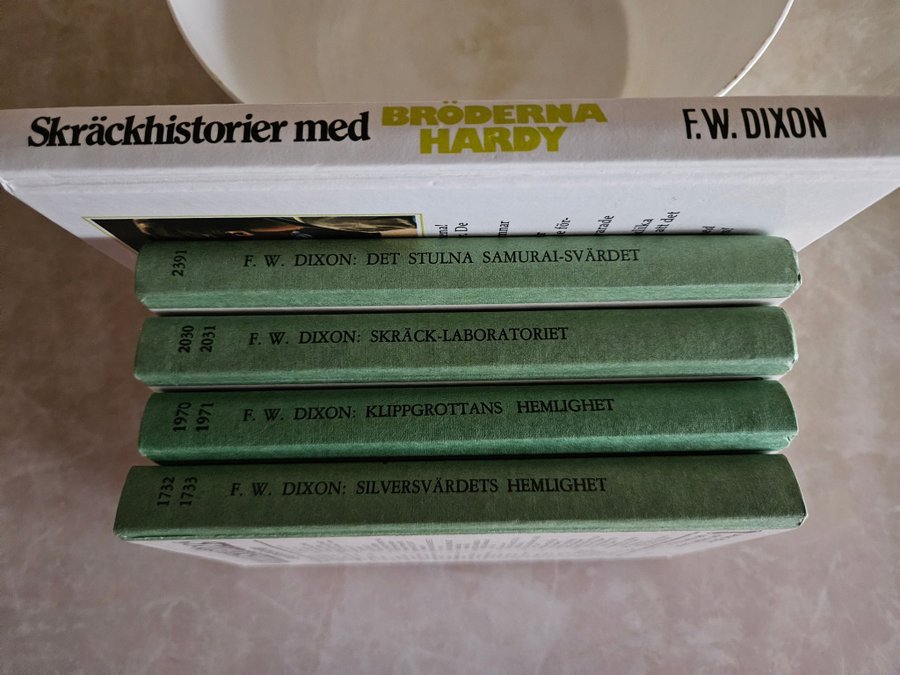 Skräckhistorier med BRÖDERNA HARDY F.W. DIXON
2391 F. W. DIXON: DET STULNA SAMURAI-SVÄRDET
2030 2031 F. W. DIXON: SKRÄCK-LABORATORIET
1970 1971 F. W. DIXON: KLIPPGROTTANS HEMLIGHET
1732 1733 F. W. DIXON: SILVERSVÄRDETS HEMLIGHET